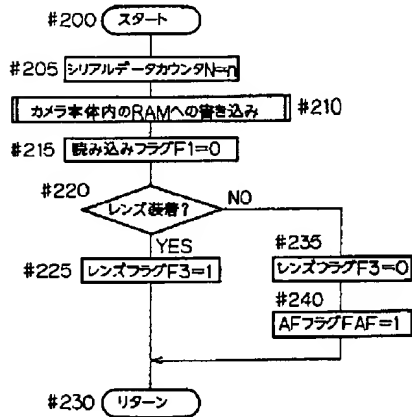 #200 スタート
#205 シリアルデータカウンタN=n
カメラ本体内のRAMへの書き込み #210
#215 読み込みフラグF1=0
#220
レンズ装着?
NO
YES
#225 レンズフラグF3=1
#235
レンズフラグF3=0
#240
AFフラグFAF=1
#230 リターン